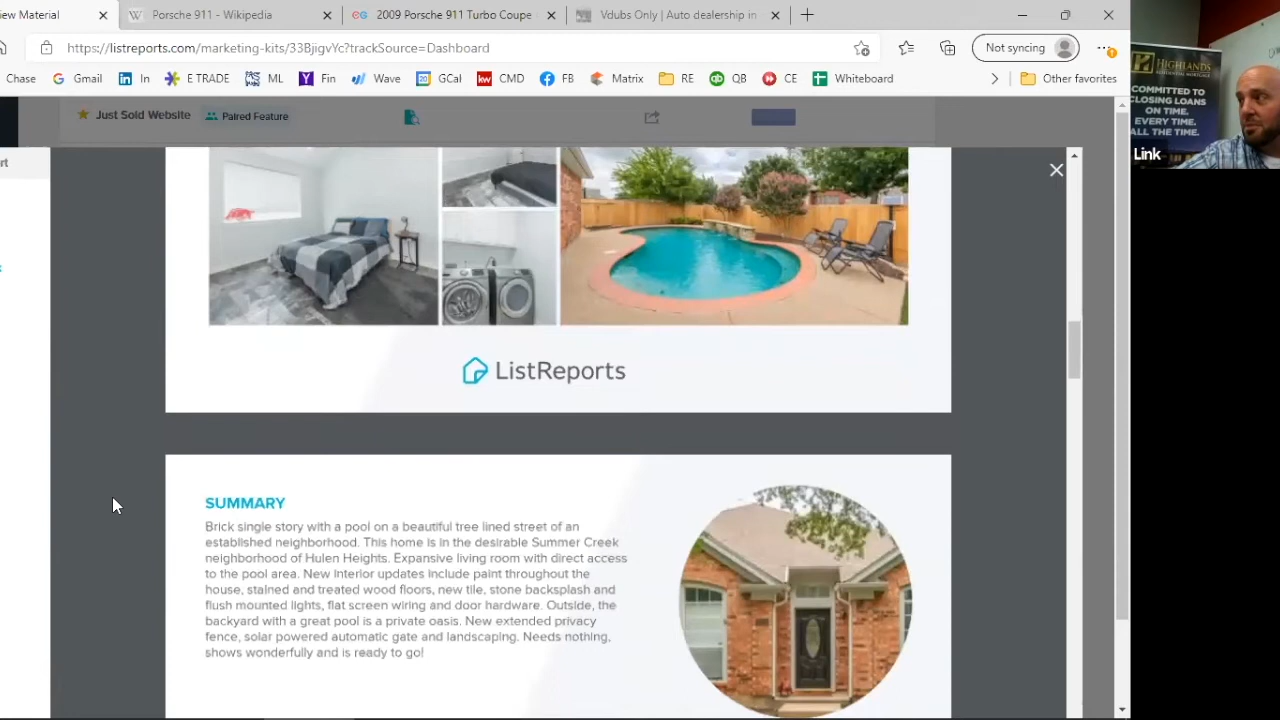 ew Material
Porsche 911 - Wikipedia
2009 Porsche 911 Turbo Coupe
Vdubs Only | Auto dealership in
https://listreports.com/marketing-kits/33BjigvYc?trackSource=Dashboard
Not syncing
Chase
Gmail
In
E TRADE
ML
Fin
Wave
GCal
CMD
FB
Matrix
RE
QB
CE
Whiteboard
Other favorites
Just Sold Website
Paired Feature
HIGHLANDS
RESIDENTIAL MORTGAGE
COMMITTED TO
CLOSING LOANS
ON TIME.
EVERY TIME.
ALL THE TIME.
Link
ListReports
SUMMARY
Brick single story with a pool on a beautiful tree lined street of an
established neighborhood. This home is in the desirable Summer Creek
neighborhood of Hulen Heights. Expansive living room with direct access
to the pool area. New interior updates include paint throughout the
house, stained and treated wood floors, new tile, stone backsplash and
flush mounted lights, flat screen wiring and door hardware. Outside, the
backyard with a great pool is a private oasis. New extended privacy
fence, solar powered automatic gate and landscaping. Needs nothing,
shows wonderfully and is ready to go!